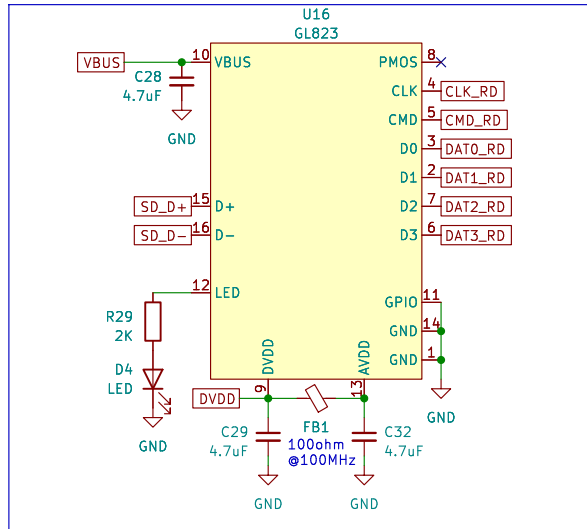 U16
GL823
VBUS
10
VBUS
PMOS
8
C28
4.7uF
GND
CLK
4
CLK_RD
CMD
5
CMD_RD
D0
3
DAT0_RD
D1
2
DAT1_RD
SD_D+
15
D+
D2
7
DAT2_RD
SD_D-
16
D-
D3
6
DAT3_RD
12
LED
GPIO
11
R29
2K
GND
14
GND
1
D4
LED
GND
DVDD
9
AVDD
13
DVDD
GND
FB1
100ohm
@100MHz
C29
4.7uF
C32
4.7uF
GND
GND